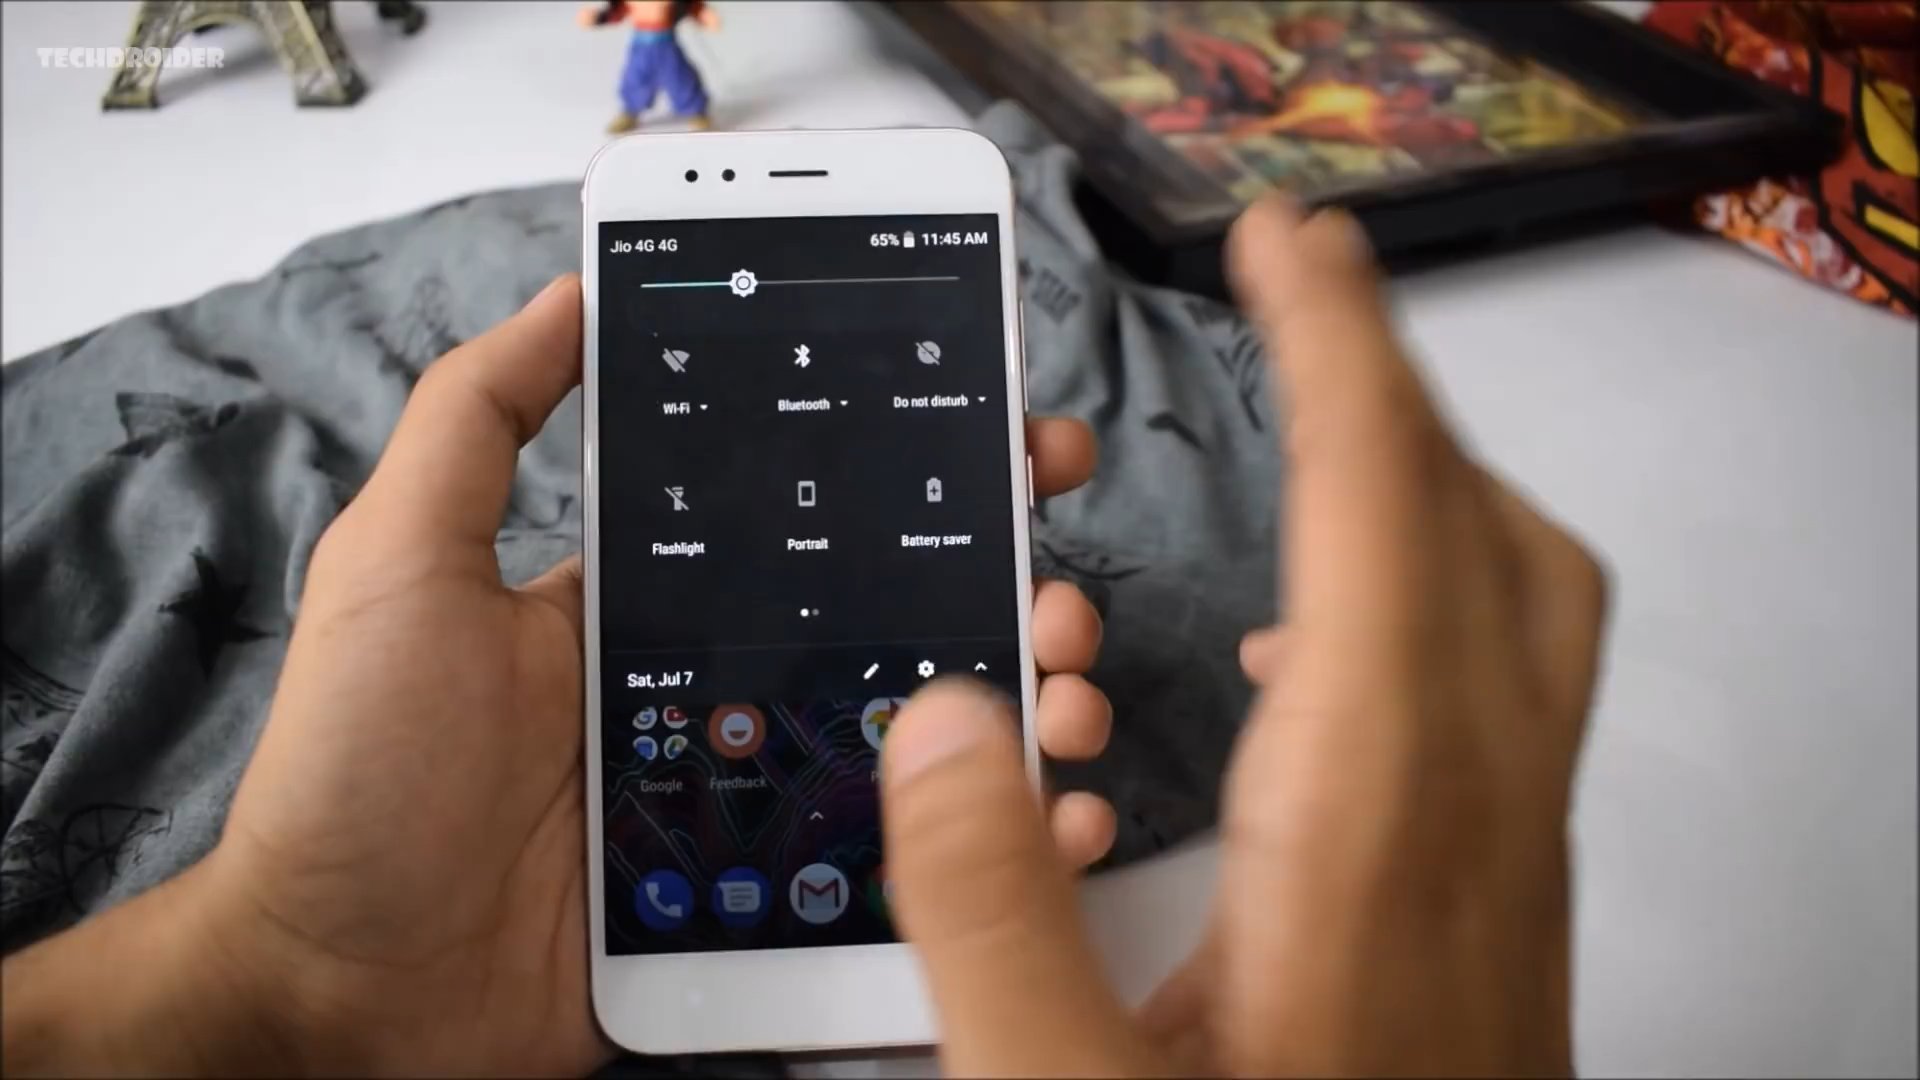 TECHDROIDER
Jio 4G 4G
65% 11:45 AM
Wi-Fi
Bluetooth
Do not disturb
Flashlight
Portrait
Battery saver
Sat, Jul 7
Google
Feedback